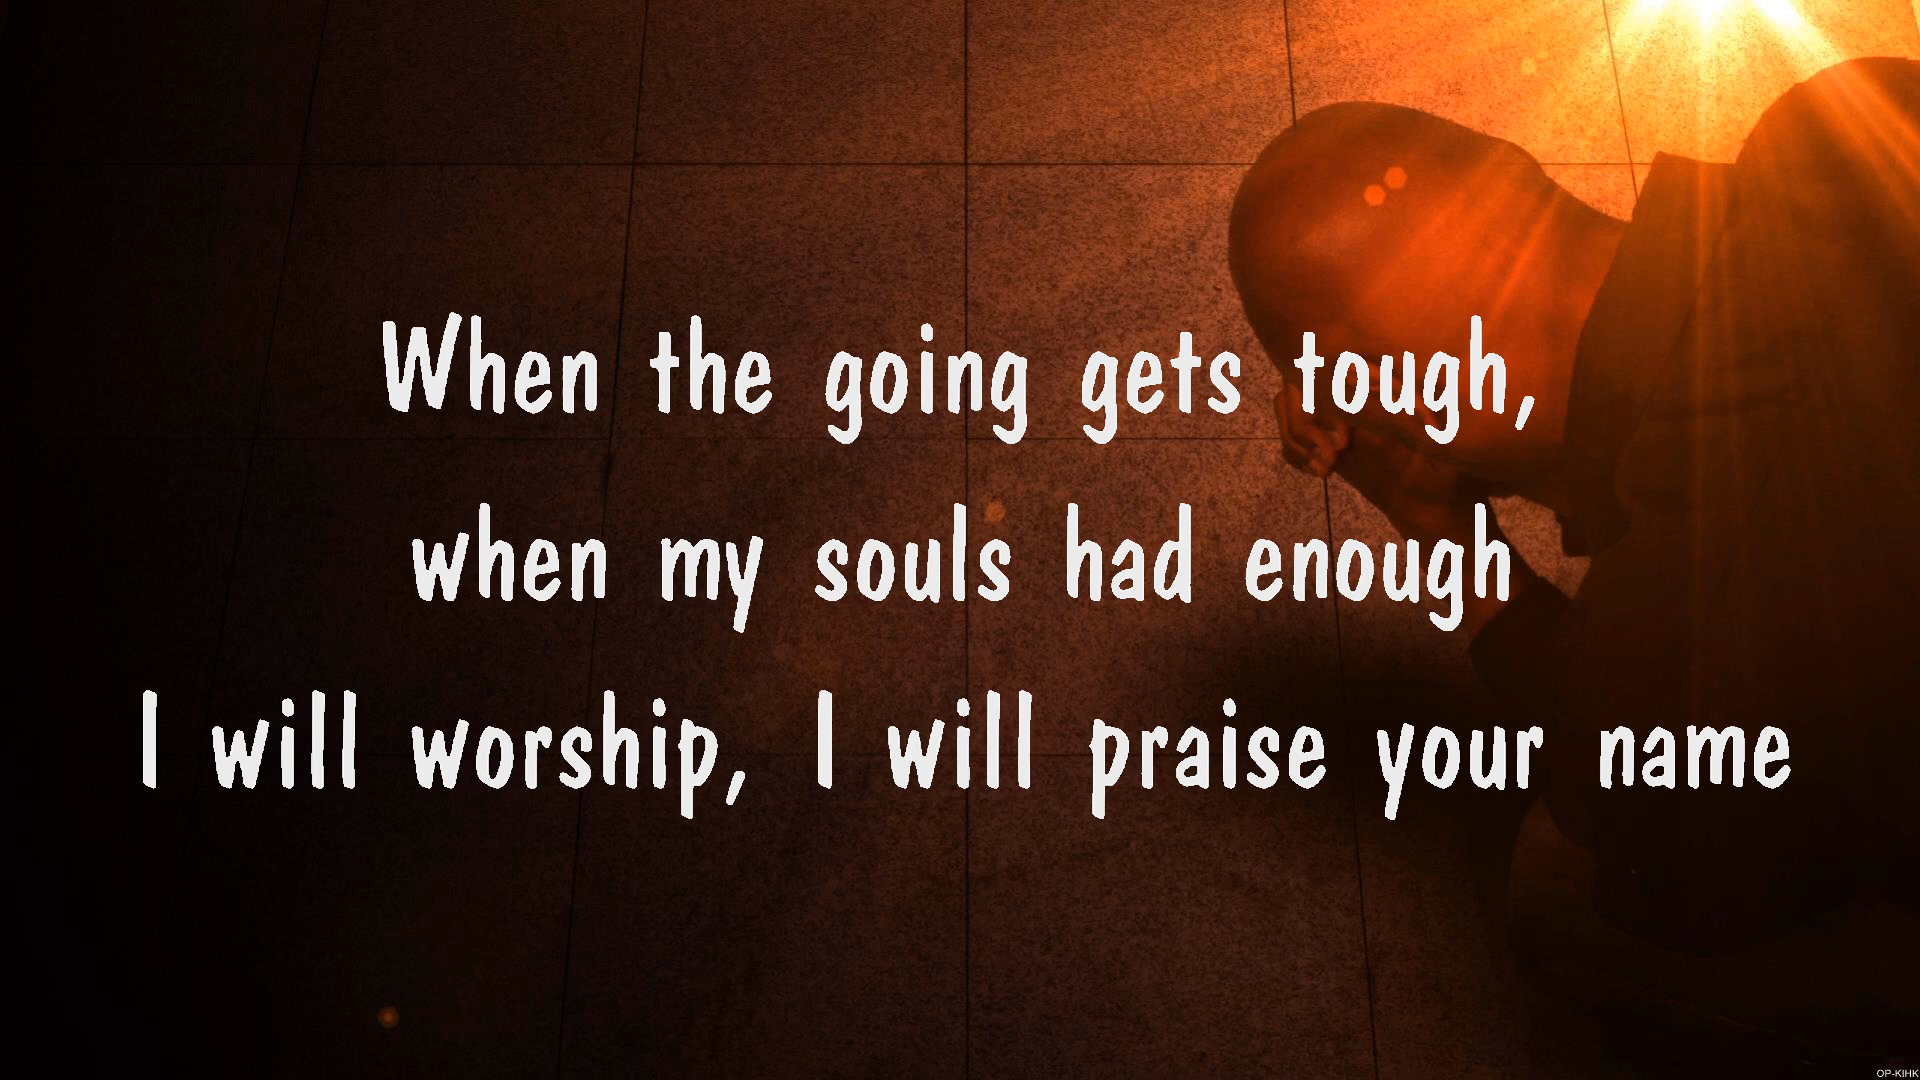 When the going gets tough,
when my souls had enough
I will worship, I will praise your name
OP-KIHK